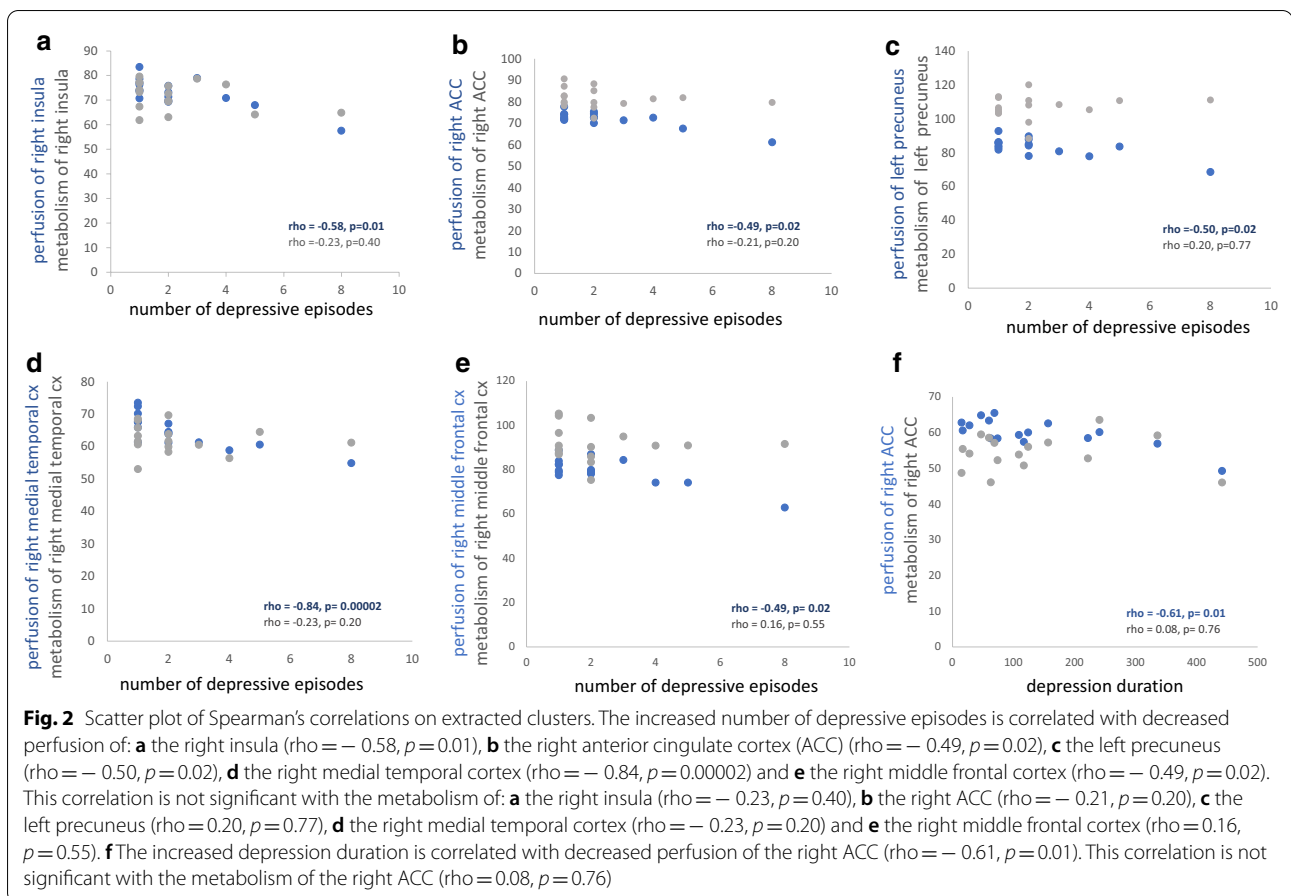 a
perfusion of right insula
metabolism of right insula
90
80
70
60
50
40
30
20
10
0
0 2 4 6 8 10
rho = -0.58, p=0.01
rho =-0.23, p=0.40
number of depressive episodes
b
perfusion of right ACC
metabolism of right ACC
100
90
80
70
60
50
40
30
20
10
0
0 2 4 6 8 10
rho = -0.49, p=0.02
rho =-0.21, p=0.20
number of depressive episodes
c
perfusion of left precuneus
metabolism of left precuneus
140
120
100
80
60
40
20
0
0 2 4 6 8 10
rho = -0.50, p=0.02
rho =0.20, p=0.77
number of depressive episodes
d
perfusion of right medial temporal cx
metabolism of right medial temporal cx
80
70
60
50
40
30
20
10
0
0 2 4 6 8 10
rho = -0.84, p= 0.00002
rho = -0.23, p= 0.20
number of depressive episodes
e
perfusion of right middle frontal cx
metabolism of right middle frontal cx
120
100
80
60
40
20
0
0 2 4 6 8 10
rho = -0.49, p= 0.02
rho = 0.16, p= 0.55
number of depressive episodes
f
perfusion of right ACC
metabolism of right ACC
70
60
50
40
30
20
10
0
0 100 200 300 400 500
rho = -0.61, p= 0.01
rho = 0.08, p= 0.76
depression duration
Fig. 2 Scatter plot of Spearman's correlations on extracted clusters. The increased number of depressive episodes is correlated with decreased
perfusion of: a the right insula (rho = − 0.58, p = 0.01), b the right anterior cingulate cortex (ACC) (rho = − 0.49, p = 0.02), c the left precuneus
(rho = − 0.50, p = 0.02), d the right medial temporal cortex (rho = − 0.84, p = 0.00002) and e the right middle frontal cortex (rho = − 0.49, p = 0.02).
This correlation is not significant with the metabolism of: a the right insula (rho = − 0.23, p = 0.40), b the right ACC (rho = − 0.21, p = 0.20), c the
left precuneus (rho = 0.20, p = 0.77), d the right medial temporal cortex (rho = − 0.23, p = 0.20) and e the right middle frontal cortex (rho = 0.16,
p = 0.55). f The increased depression duration is correlated with decreased perfusion of the right ACC (rho = − 0.61, p = 0.01). This correlation is not
significant with the metabolism of the right ACC (rho = 0.08, p = 0.76)